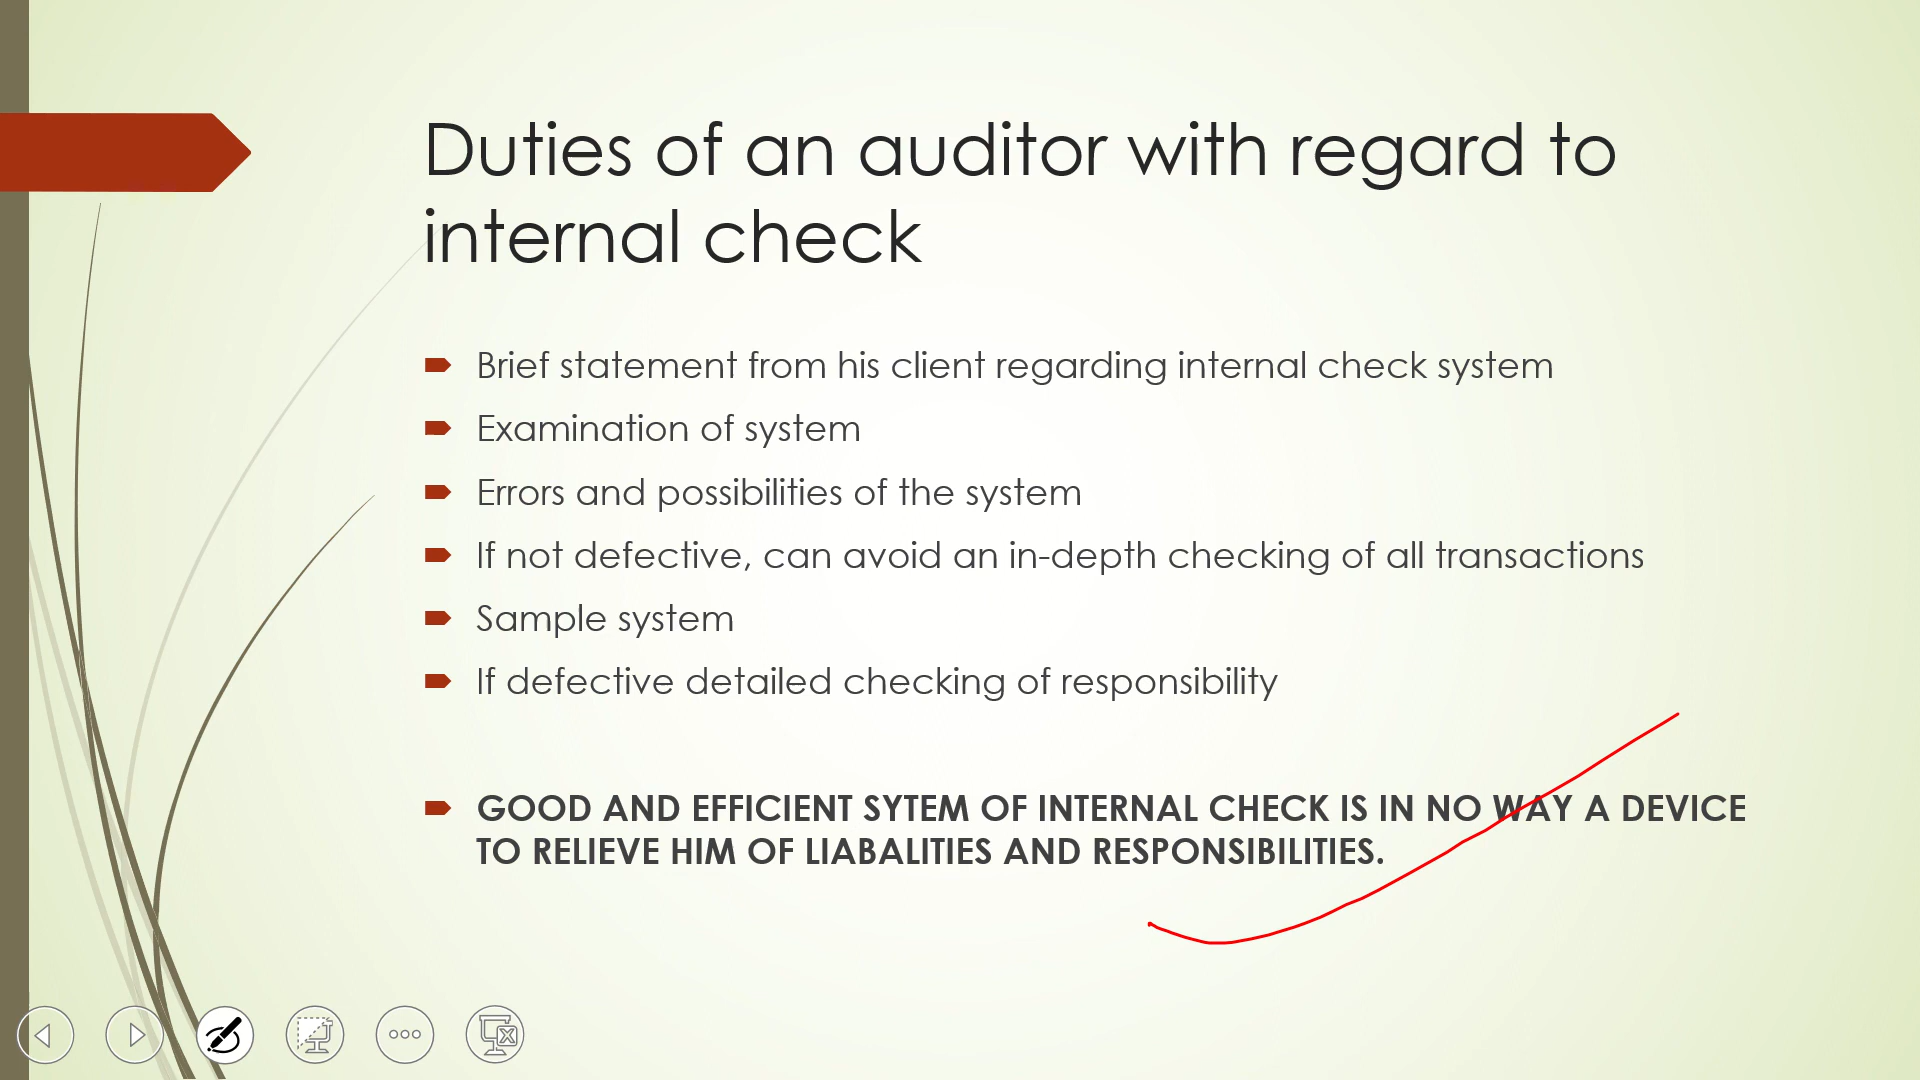 Duties of an auditor with regard to
internal check
Brief statement from his client regarding internal check system
Examination of system
Errors and possibilities of the system
If not defective, can avoid an in-depth checking of all transactions
Sample system
If defective detailed checking of responsibility
GOOD AND EFFICIENT SYTEM OF INTERNAL CHECK IS IN NO WAY A DEVICE
TO RELIEVE HIM OF LIABALITIES AND RESPONSIBILITIES.